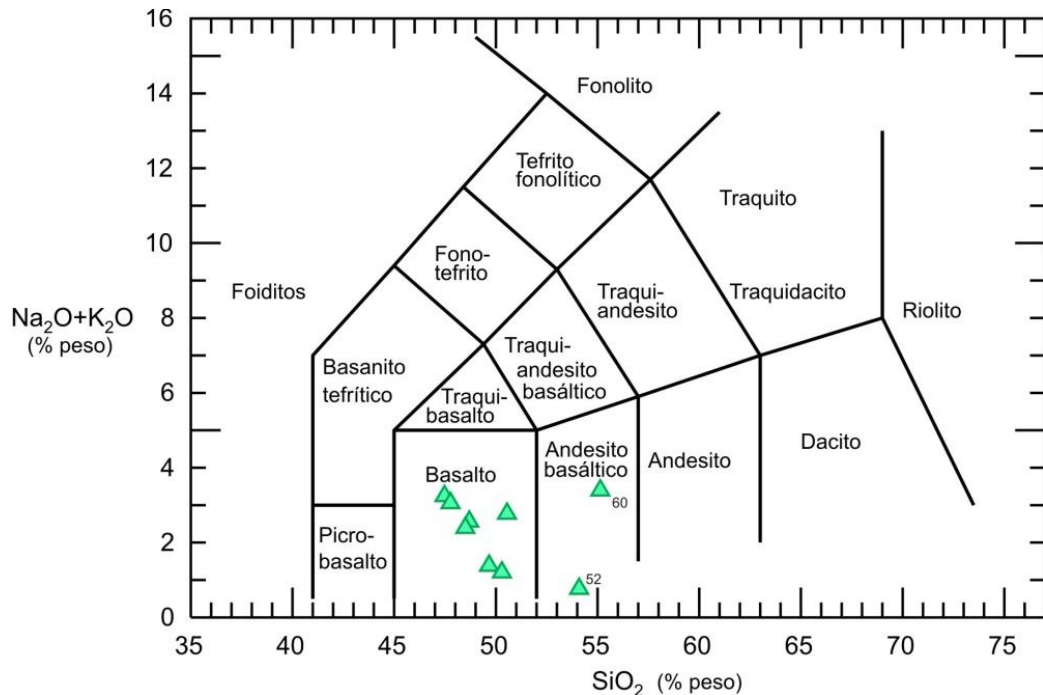 16
14
12
10
8
6
4
2
0
Na₂O+K₂O
(% peso)
Fonolito
Tefrito
fonolítico
Traquito
Fono-
tefrito
Foiditos
Traqui-
andesito
Traquidacito
Riolito
Basanito
tefrítico
Traqui-
andesito
basáltico
Traqui-
basalto
Basalto
Andesito
basáltico
Andesito
Dacito
Picro-
basalto
60
52
35
40
45
50
55
60
65
70
75
SiO₂ (% peso)